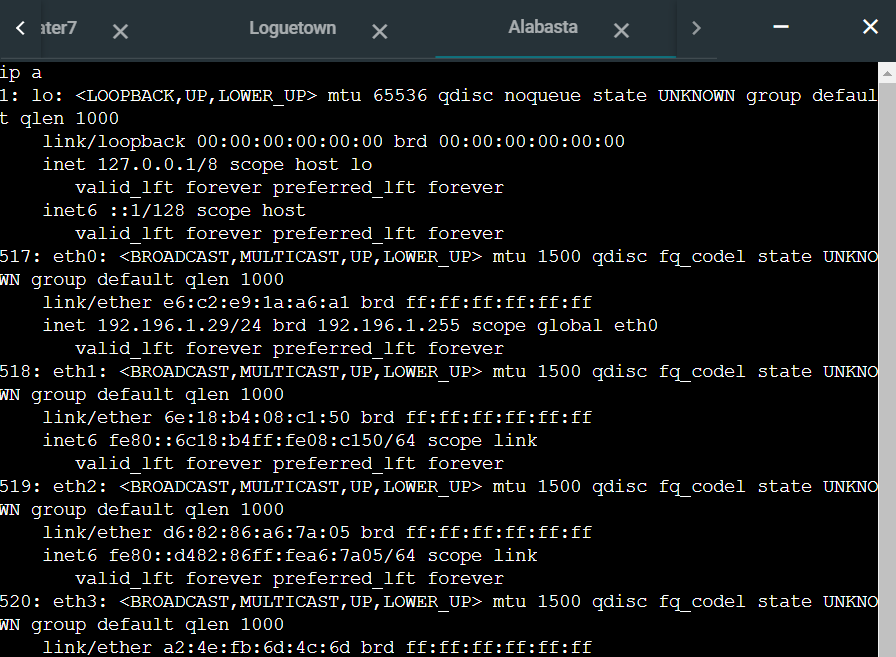 ater7
Loguetown
Alabasta
ip a
1: lo: <LOOPBACK,UP,LOWER_UP> mtu 65536 qdisc noqueue state UNKNOWN group defaul
t qlen 1000
link/loopback 00:00:00:00:00:00 brd 00:00:00:00:00:00
inet 127.0.0.1/8 scope host lo
valid_lft forever preferred_lft forever
inet6 ::1/128 scope host
valid_lft forever preferred_lft forever
517: eth0: <BROADCAST,MULTICAST,UP,LOWER_UP> mtu 1500 qdisc fq_codel state UNKNO
WN group default qlen 1000
link/ether e6:c2:e9:1a:a6:a1 brd ff:ff:ff:ff:ff:ff
inet 192.196.1.29/24 brd 192.196.1.255 scope global eth0
valid_lft forever preferred_lft forever
518: eth1: <BROADCAST,MULTICAST,UP,LOWER_UP> mtu 1500 qdisc fq_codel state UNKNO
WN group default qlen 1000
link/ether 6e:18:b4:08:c1:50 brd ff:ff:ff:ff:ff:ff
inet6 fe80::6c18:b4ff:fe08:c150/64 scope link
valid_lft forever preferred_lft forever
519: eth2: <BROADCAST,MULTICAST,UP,LOWER_UP> mtu 1500 qdisc fq_codel state UNKNO
WN group default qlen 1000
link/ether d6:82:86:a6:7a:05 brd ff:ff:ff:ff:ff:ff
inet6 fe80::d482:86ff:fea6:7a05/64 scope link
valid_lft forever preferred_lft forever
520: eth3: <BROADCAST,MULTICAST,UP,LOWER_UP> mtu 1500 qdisc fq_codel state UNKNO
WN group default qlen 1000
link/ether a2:4e:fb:6d:4c:6d brd ff:ff:ff:ff:ff:ff